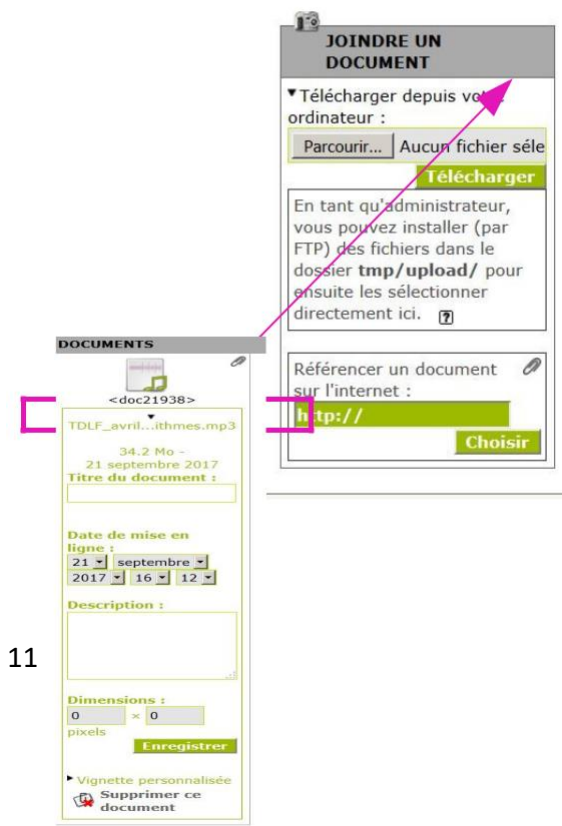 JOINDRE UN
DOCUMENT
Télécharger depuis votre
ordinateur :
Parcourir... Aucun fichier séle
Télécharger
En tant qu'administrateur,
vous pouvez installer (par
FTP) des fichiers dans le
dossier tmp/upload/ pour
ensuite les sélectionner
directement ici. ?
Référencer un document
sur l'internet :
http://
Choisir
DOCUMENTS
<doc21938>
TDLF_avril...ithmes.mp3
34.2 Mo -
21 septembre 2017
Titre du document :
Date de mise en
ligne :
21 septembre
2017 16 12
Description :
11
Dimensions :
0 × 0
pixels
Enregistrer
Vignette personnalisée
Supprimer ce
document